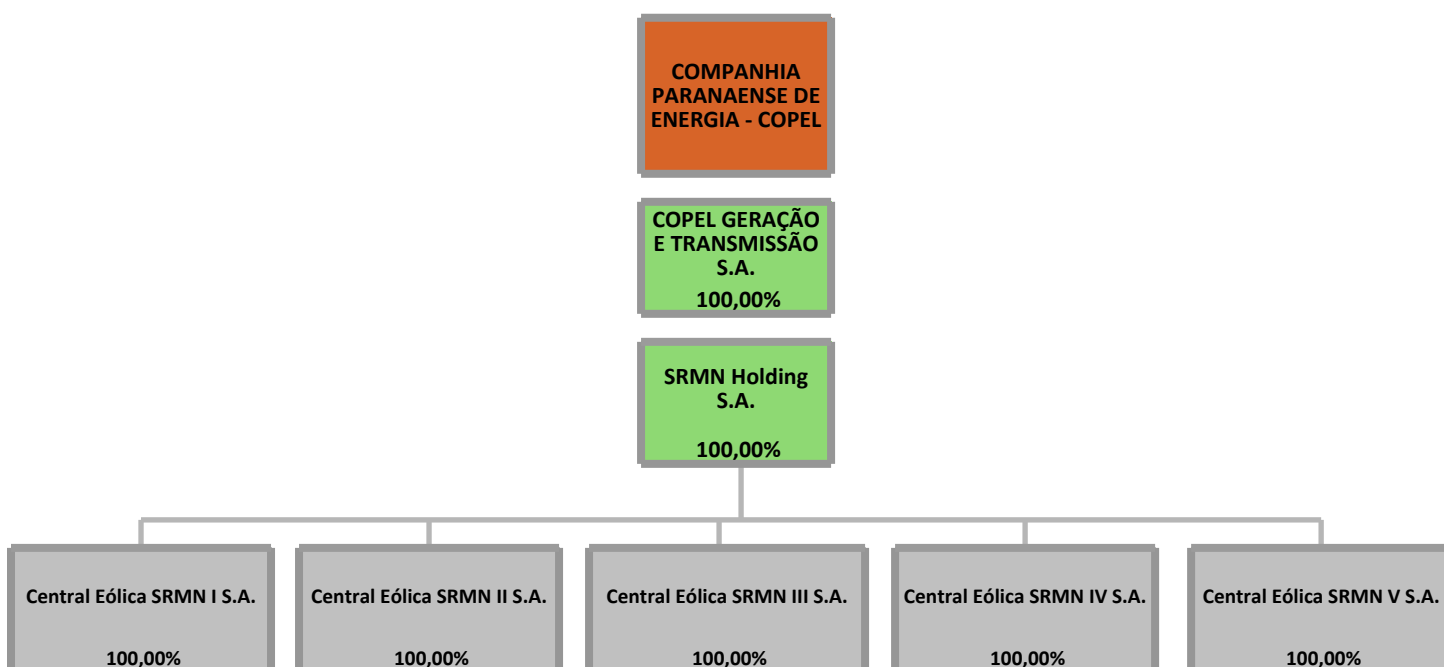 COMPANHIA
PARANAENSE DE
ENERGIA - COPEL
COPEL GERAÇÃO
E TRANSMISSÃO
S.A.
100,00%
SRMN Holding
S.A.
100,00%
Central Eólica SRMN I S.A.
100,00%
Central Eólica SRMN II S.A.
100,00%
Central Eólica SRMN III S.A.
100,00%
Central Eólica SRMN IV S.A.
100,00%
Central Eólica SRMN V S.A.
100,00%